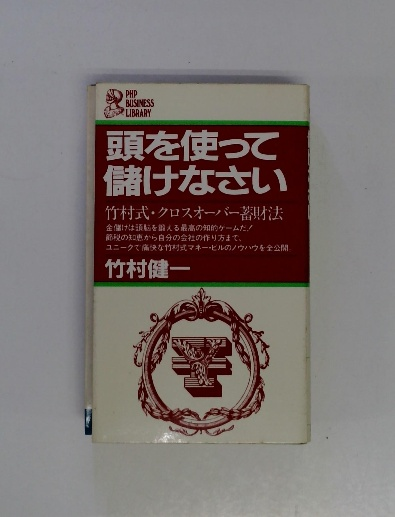 PHP
BUSINESS
LIBRARY
頭を使って
儲けなさい
竹村式・クロスオーバー蓄財法
金儲けは頭脳を鍛える最高の知的ゲームだ!
節税の知恵から自分の会社の作り方まで、
ユニークで痛快な竹村式マネー・ビルのノウハウを全公開。
竹村健一